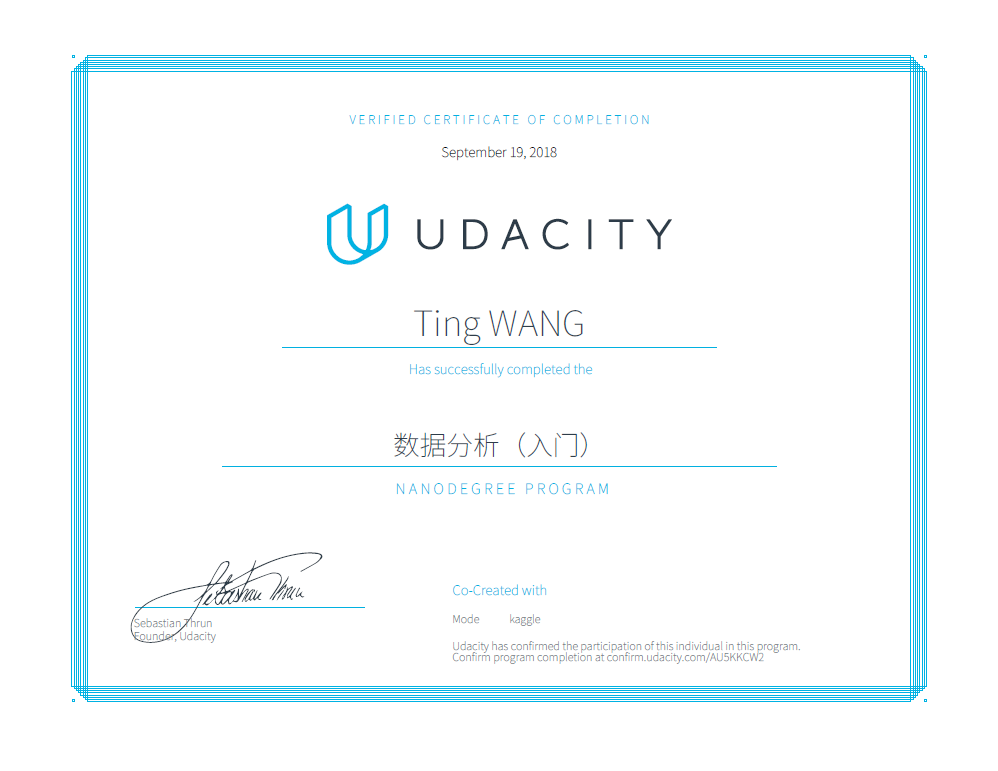 VERIFIED CERTIFICATE OF COMPLETION
September 19, 2018
UDACITY
Ting WANG
Has successfully completed the
数据分析（入门）
NANODEGREE PROGRAM
Sebastian Thrun
Sebastian Thrun
Founder, Udacity
Co-Created with
Mode kaggle
Udacity has confirmed the participation of this individual in this program.
Confirm program completion at confirm.udacity.com/AU5KKCW2